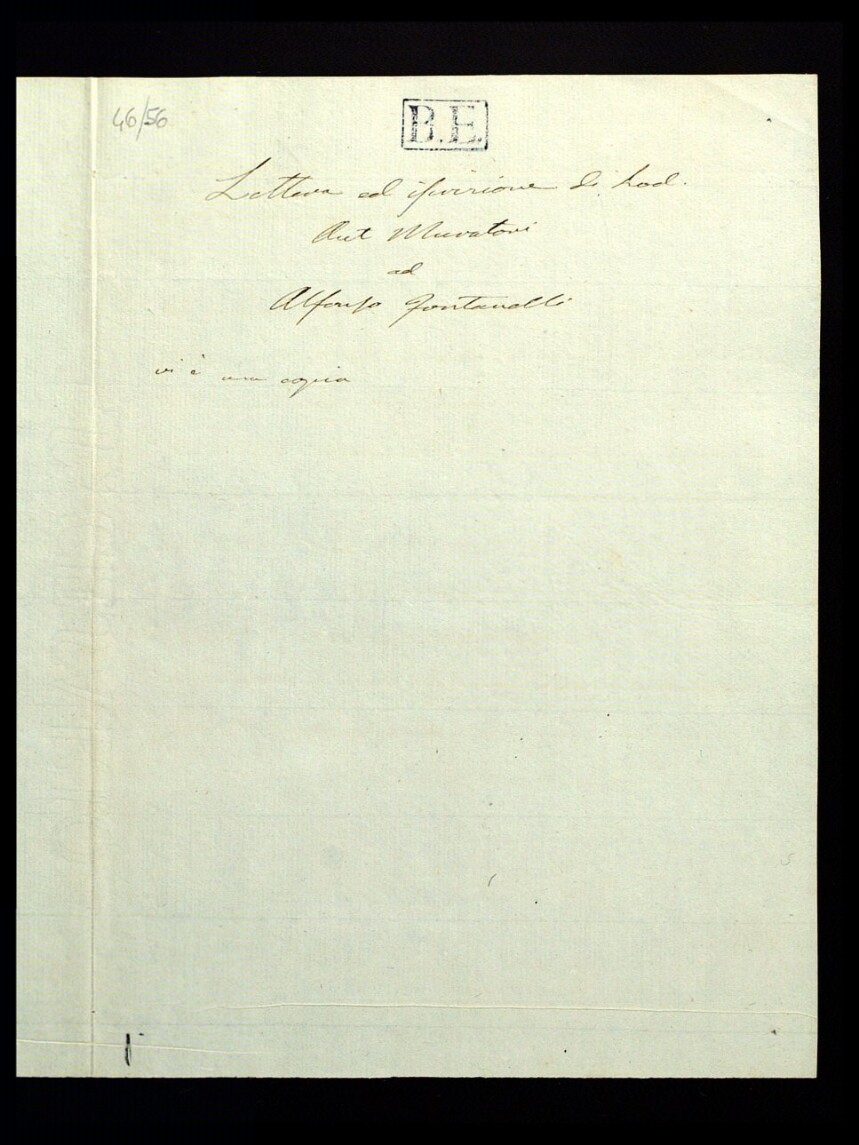 46/56
B.E.
Lettera ed iscrizione di Lod.
Ant Muratori
ad
Alfonso Fontanelli
vi è una copia